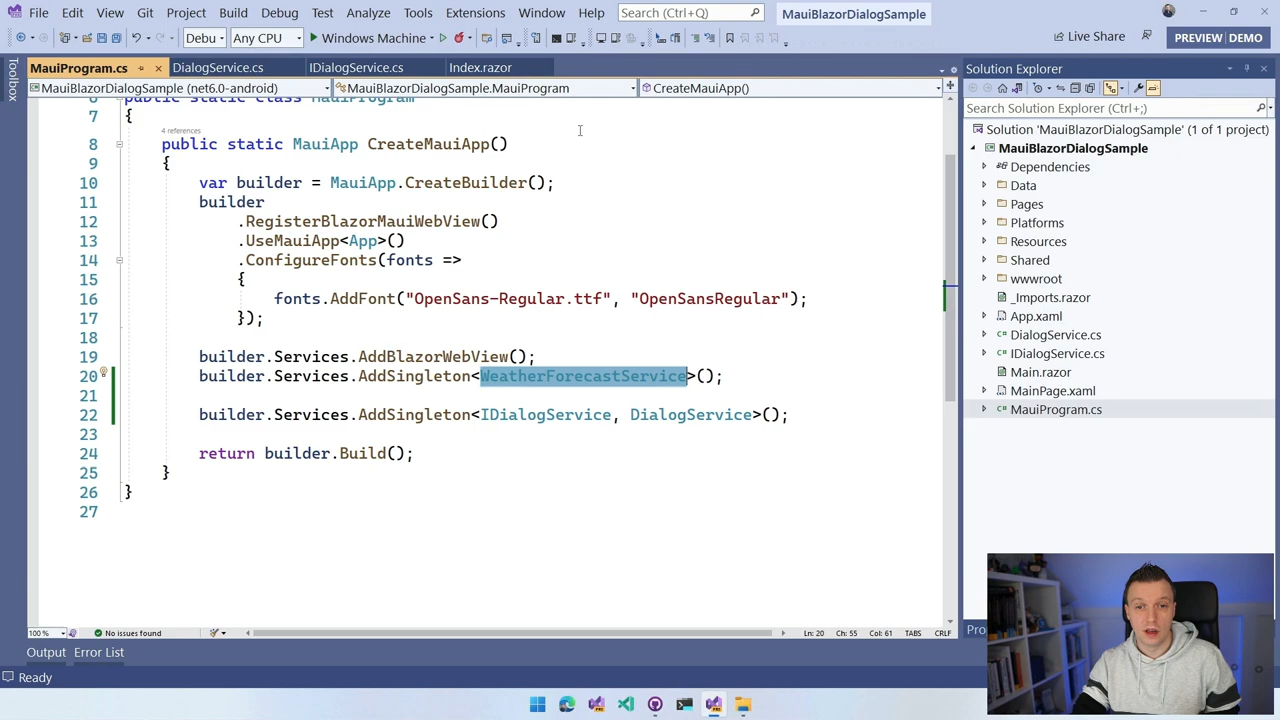 File Edit View Git Project Build Debug Test Analyze Tools Extensions Window Help Search (Ctrl+Q) MauiBlazorDialogSample
Debu Any CPU Windows Machine Live Share PREVIEW DEMO
Toolbox
MauiProgram.cs DialogService.cs IDialogService.cs Index.razor
MauiBlazorDialogSample (net6.0-android) MauiBlazorDialogSample.MauiProgram CreateMauiApp()
6 public static class MauiProgram
7 {
4 references
8 public static MauiApp CreateMauiApp()
9 {
10 var builder = MauiApp.CreateBuilder();
11 builder
12 .RegisterBlazorMauiWebView()
13 .UseMauiApp<App>()
14 .ConfigureFonts(fonts =>
15 {
16 fonts.AddFont("OpenSans-Regular.ttf", "OpenSansRegular");
17 });
18
19 builder.Services.AddBlazorWebView();
20 builder.Services.AddSingleton<WeatherForecastService>();
21
22 builder.Services.AddSingleton<IDialogService, DialogService>();
23
24 return builder.Build();
25 }
26 }
27
100 % No issues found Ln: 20 Ch: 55 Col: 61 TABS CRLF
Output Error List
Ready
Solution Explorer
Search Solution Explorer (Ctrl+;)
Solution 'MauiBlazorDialogSample' (1 of 1 project)
MauiBlazorDialogSample
Dependencies
Data
Pages
Platforms
Resources
Shared
wwwroot
_Imports.razor
App.xaml
DialogService.cs
IDialogService.cs
Main.razor
MainPage.xaml
MauiProgram.cs
Pro